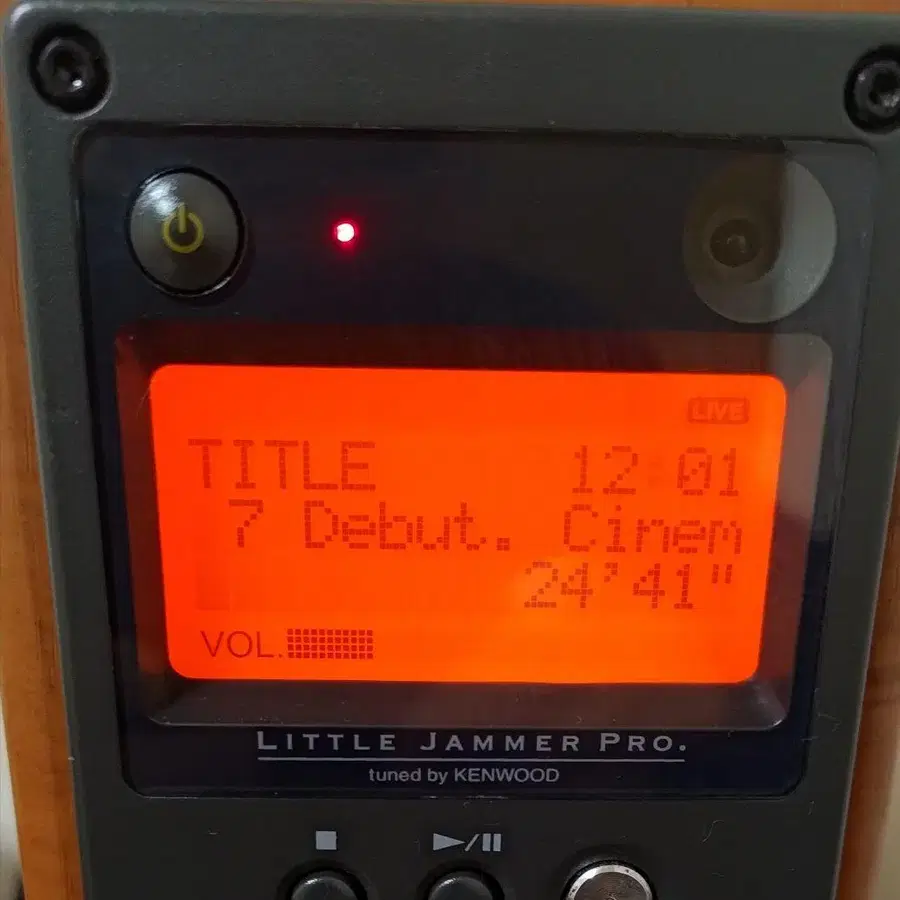 LIVE
TITLE 12:01
7 Debut. Cinem
24'41"
VOL.
LITTLE JAMMER PRO.
tuned by KENWOOD